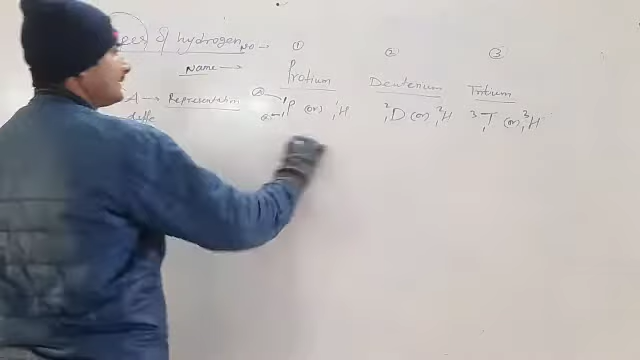 of hydrogen No → ① ② ③
Name → Protium Deuterium Tritium
A → Representation ¹₁P (or) ¹₁H ²₁D (or) ²₁H ³₁T (or) ³₁H